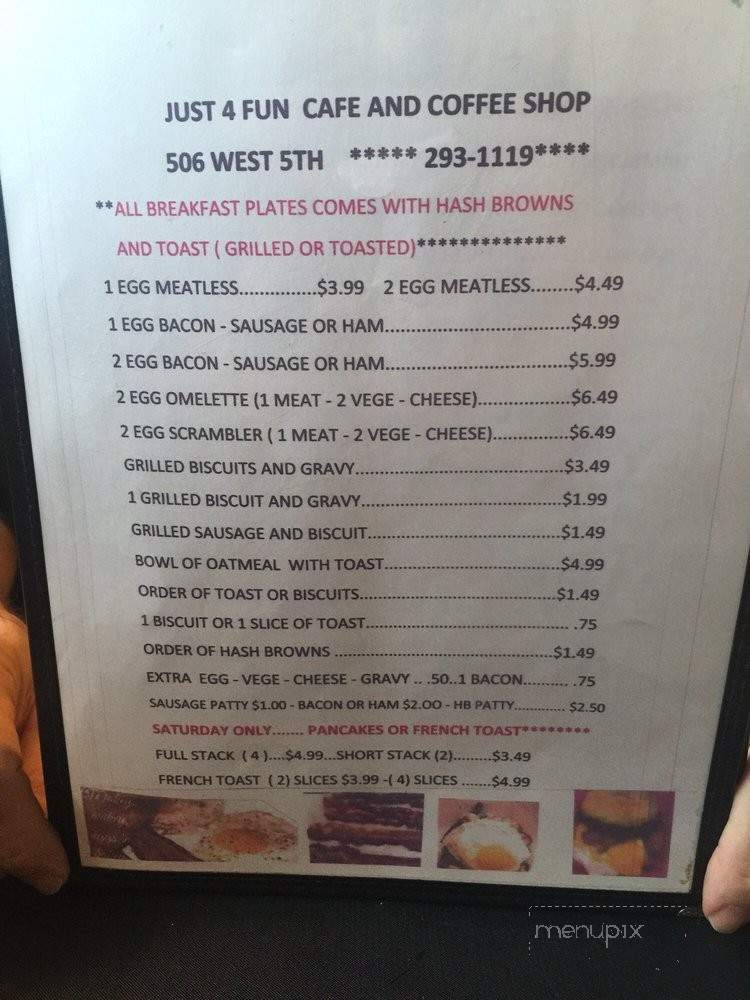 JUST 4 FUN CAFE AND COFFEE SHOP
506 WEST 5TH ***** 293-1119****
**ALL BREAKFAST PLATES COMES WITH HASH BROWNS
AND TOAST ( GRILLED OR TOASTED)**************
1 EGG MEATLESS...............$3.99 2 EGG MEATLESS........$4.49
1 EGG BACON - SAUSAGE OR HAM.....................................$4.99
2 EGG BACON - SAUSAGE OR HAM.....................................$5.99
2 EGG OMELETTE (1 MEAT - 2 VEGE - CHEESE)...................$6.49
2 EGG SCRAMBLER ( 1 MEAT - 2 VEGE - CHEESE)................$6.49
GRILLED BISCUITS AND GRAVY............................................$3.49
1 GRILLED BISCUIT AND GRAVY..........................................$1.99
GRILLED SAUSAGE AND BISCUIT.........................................$1.49
BOWL OF OATMEAL WITH TOAST.....................................$4.99
ORDER OF TOAST OR BISCUITS...........................................$1.49
1 BISCUIT OR 1 SLICE OF TOAST........................................... .75
ORDER OF HASH BROWNS ................................................$1.49
EXTRA EGG - VEGE - CHEESE - GRAVY .. .50..1 BACON.......... .75
SAUSAGE PATTY $1.00 - BACON OR HAM $2.00 - HB PATTY............. $2.50
SATURDAY ONLY....... PANCAKES OR FRENCH TOAST********
FULL STACK ( 4 )....$4.99...SHORT STACK (2).........$3.49
FRENCH TOAST ( 2) SLICES $3.99 -( 4) SLICES .......$4.99
menupix